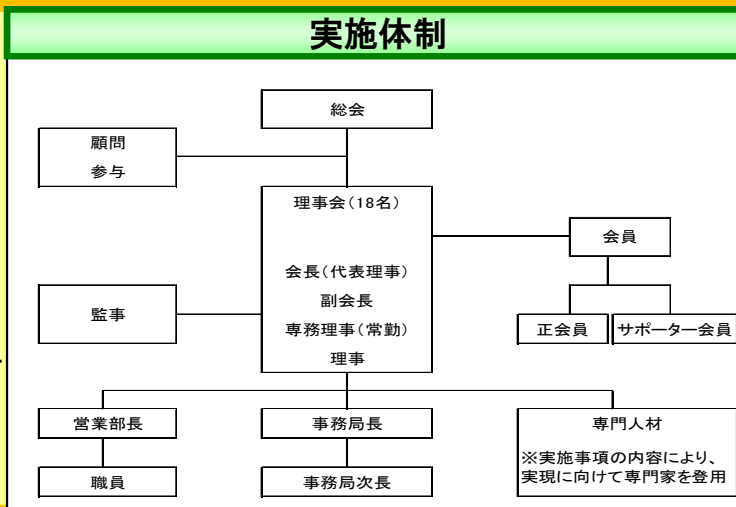 実施体制
総会
顧問
参与
理事会(18名)
会長(代表理事)
副会長
専務理事(常勤)
理事
会員
監事
正会員
サポーター会員
営業部長
職員
事務局長
事務局次長
専門人材
※実施事項の内容により、
実現に向けて専門家を登用